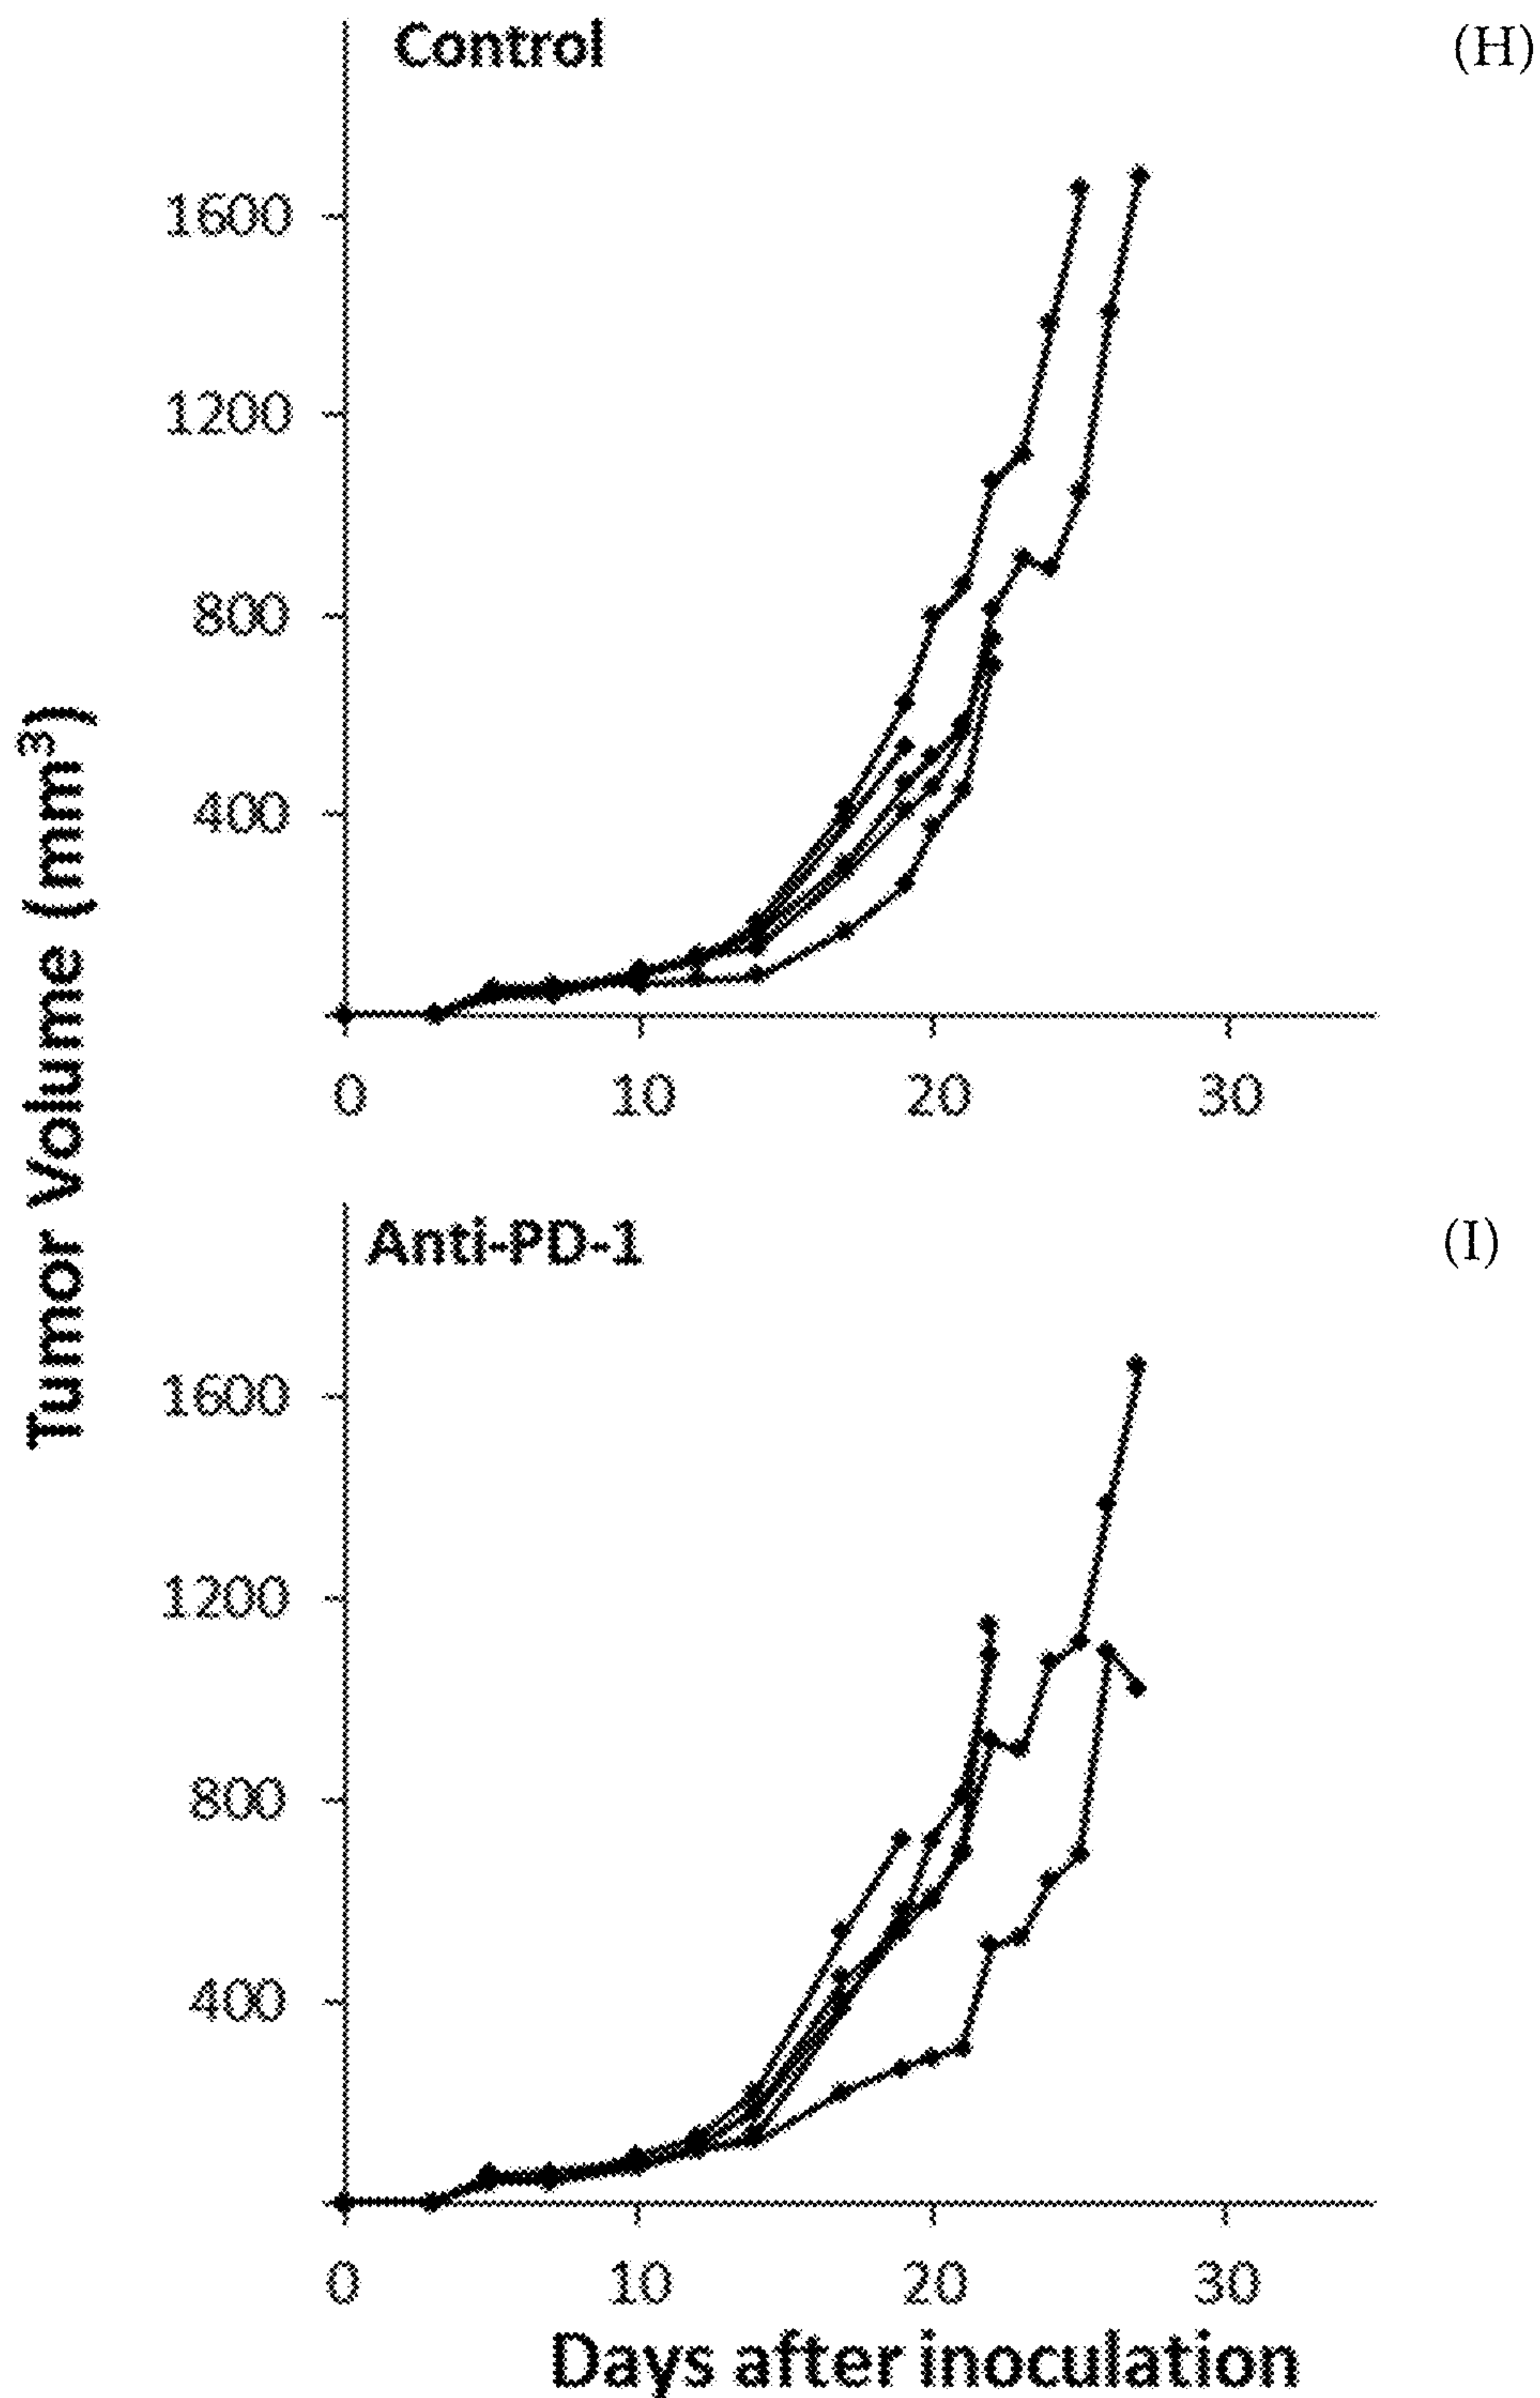 Control
(H)
1600
1200
800
400
0 10 20 30
Tumor Volume (mm³)
Anti-PD-1
(I)
1600
1200
800
400
0 10 20 30
Days after inoculation